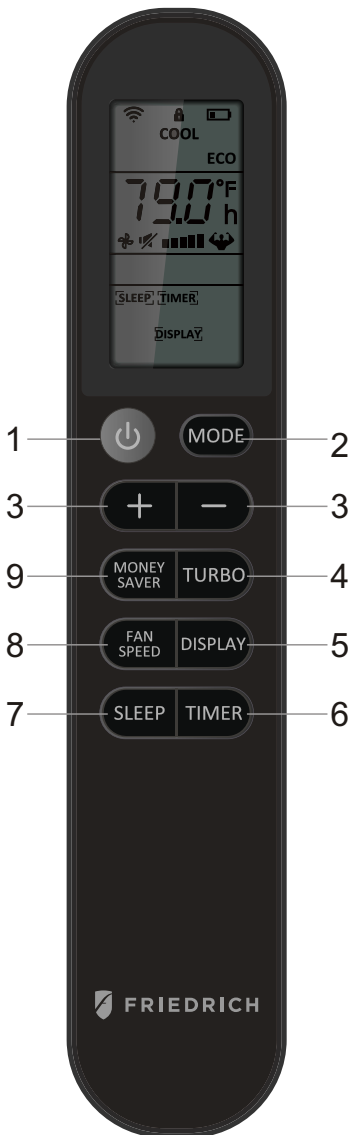 COOL
ECO
79.0°F
h
SLEEP TIMER
DISPLAY
1 MODE 2
3 + − 3
9 MONEY SAVER TURBO 4
8 FAN SPEED DISPLAY 5
7 SLEEP TIMER 6
FRIEDRICH